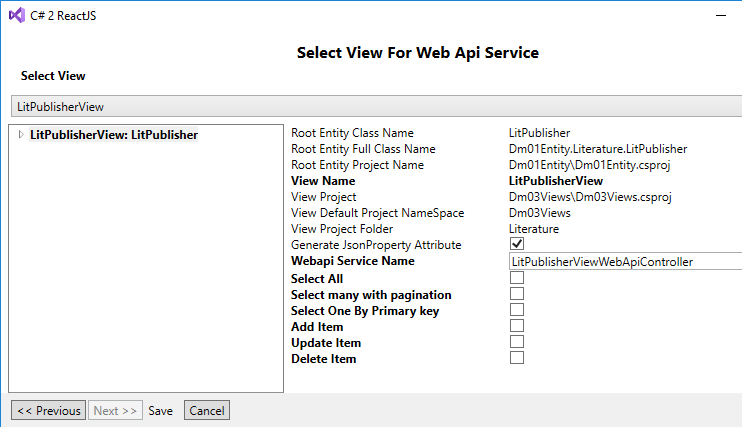 C# 2 ReactJS
Select View For Web Api Service
Select View
LitPublisherView
LitPublisherView: LitPublisher
Root Entity Class Name LitPublisher
Root Entity Full Class Name Dm01Entity.Literature.LitPublisher
Root Entity Project Name Dm01Entity\Dm01Entity.csproj
View Name LitPublisherView
View Project Dm03Views\Dm03Views.csproj
View Default Project NameSpace Dm03Views
View Project Folder Literature
Generate JsonProperty Attribute
Webapi Service Name LitPublisherViewWebApiController
Select All
Select many with pagination
Select One By Primary key
Add Item
Update Item
Delete Item
<< Previous Next >> Save Cancel